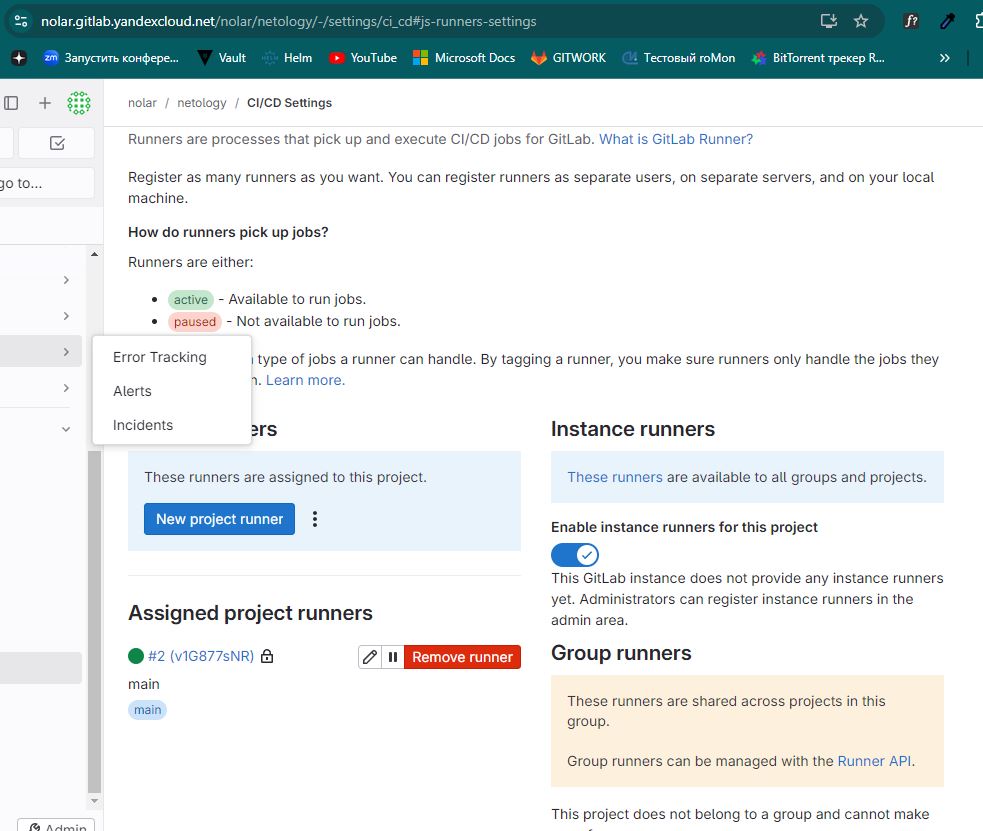 nolar.gitlab.yandexcloud.net/nolar/netology/-/settings/ci_cd#js-runners-settings
f?
zm Запустить конфере... Vault Helm YouTube Microsoft Docs GITWORK Тестовый roMon BitTorrent трекер R... »
nolar / netology / CI/CD Settings
go to...
Runners are processes that pick up and execute CI/CD jobs for GitLab. What is GitLab Runner?
Register as many runners as you want. You can register runners as separate users, on separate servers, and on your local
machine.
How do runners pick up jobs?
Runners are either:
• active - Available to run jobs.
• paused - Not available to run jobs.
type of jobs a runner can handle. By tagging a runner, you make sure runners only handle the jobs they
Learn more.
Error Tracking
Alerts
Incidents
These runners are assigned to this project.
New project runner
Assigned project runners
#2 (v1G877sNR)
Remove runner
main
main
Instance runners
These runners are available to all groups and projects.
Enable instance runners for this project
This GitLab instance does not provide any instance runners
yet. Administrators can register instance runners in the
admin area.
Group runners
These runners are shared across projects in this
group.
Group runners can be managed with the Runner API.
This project does not belong to a group and cannot make
Admin